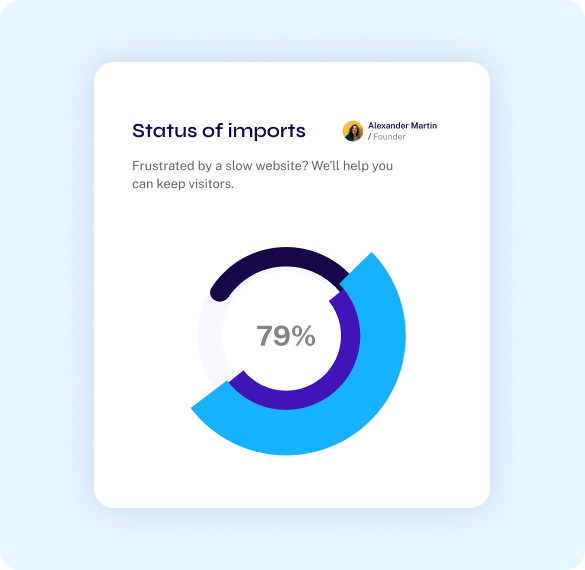 Status of imports
Alexander Martin
/ Founder
Frustrated by a slow website? We’ll help you
can keep visitors.
79%